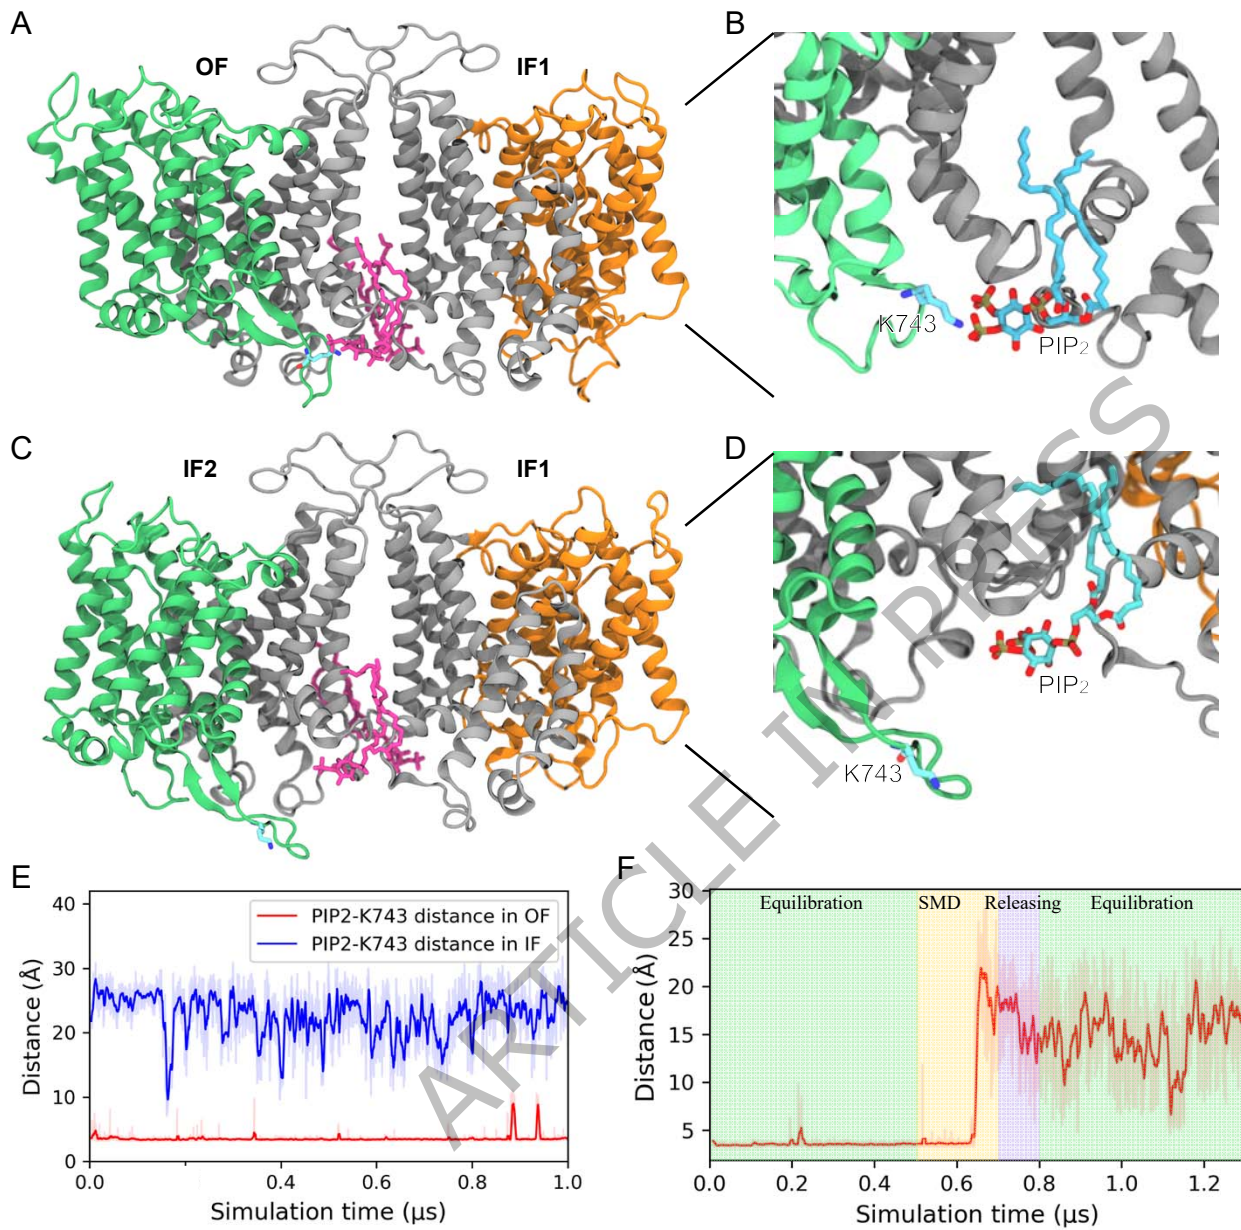 A
OF
IF1
B
K743
PIP2
C
IF2
IF1
D
PIP2
K743
E
PIP2-K743 distance in OF
PIP2-K743 distance in IF
Distance (Å)
40
30
20
10
0
0.0 0.2 0.4 0.6 0.8 1.0
Simulation time (μs)
F
Equilibration SMD Releasing Equilibration
Distance (Å)
30
25
20
15
10
5
0.0 0.2 0.4 0.6 0.8 1.0 1.2
Simulation time (μs)
ARTICLE IN PRESS